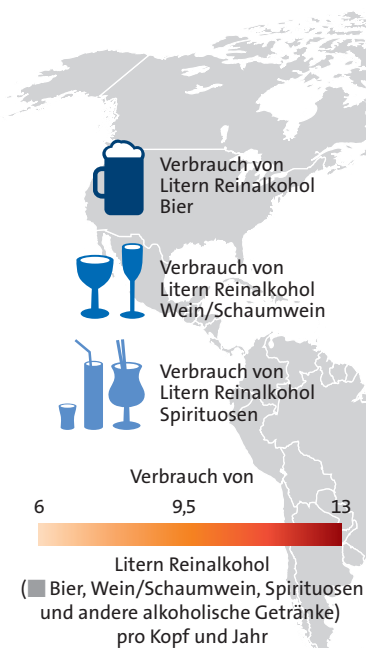 Verbrauch von
Litern Reinalkohol
Bier
Verbrauch von
Litern Reinalkohol
Wein/Schaumwein
Verbrauch von
Litern Reinalkohol
Spirituosen
Verbrauch von
6 9,5 13
Litern Reinalkohol
(Bier, Wein/Schaumwein, Spirituosen
und andere alkoholische Getränke)
pro Kopf und Jahr